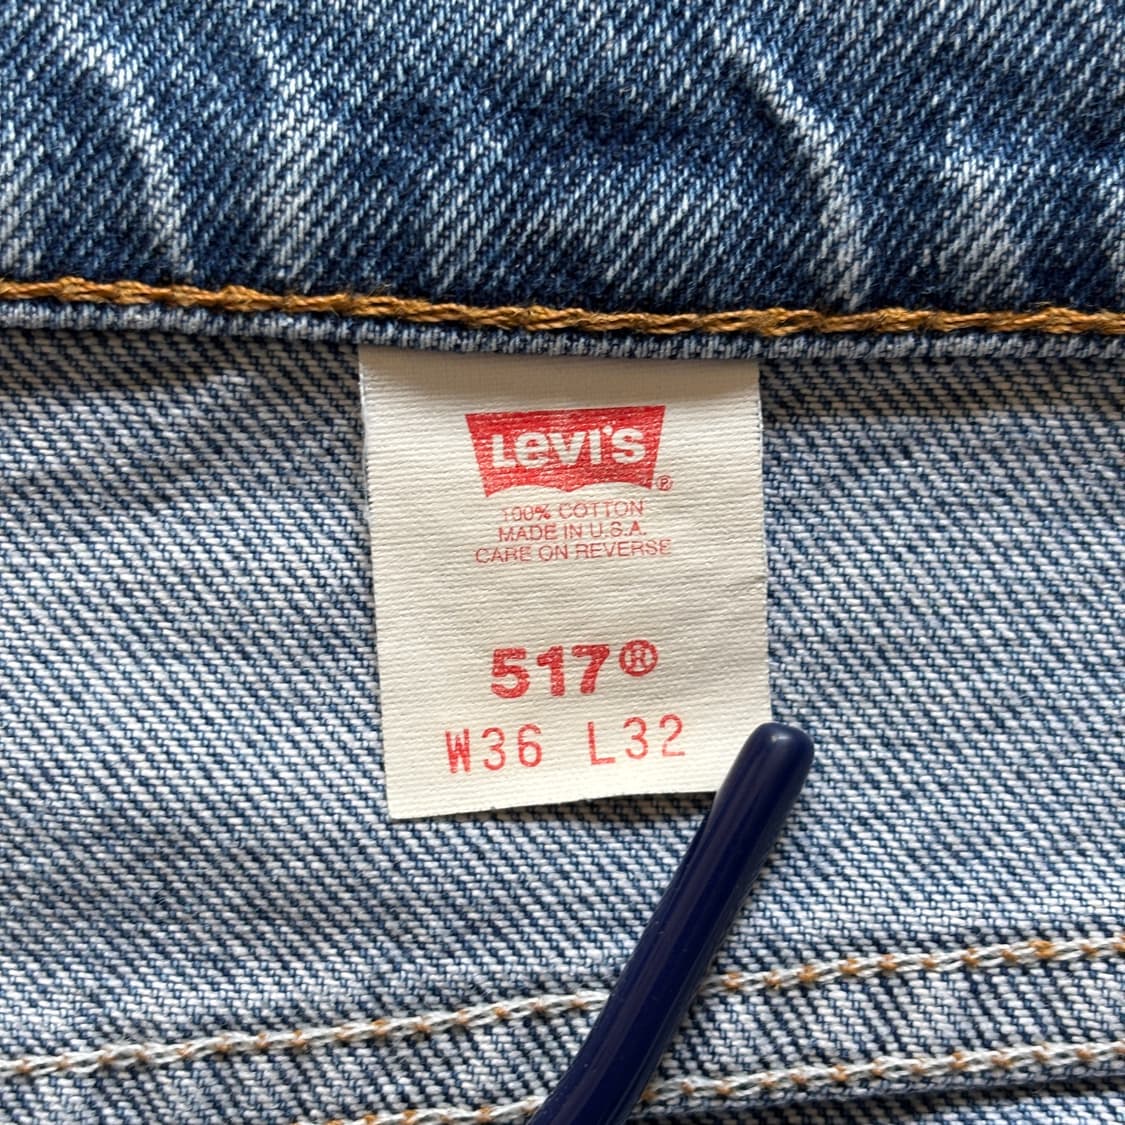 LEVI'S ®
100% COTTON
MADE IN U.S.A.
CARE ON REVERSE
517®
W36 L32